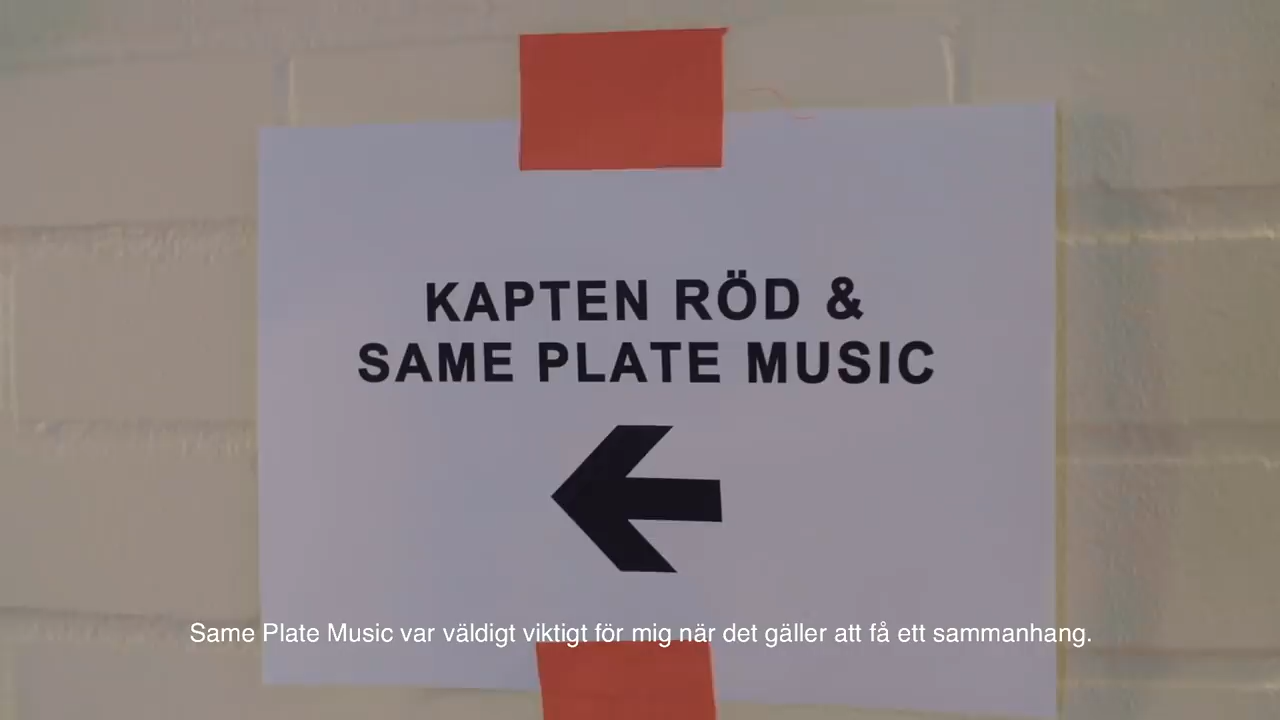 KAPTEN RÖD &
SAME PLATE MUSIC
Same Plate Music var väldigt viktigt för mig när det gäller att få ett sammanhang.